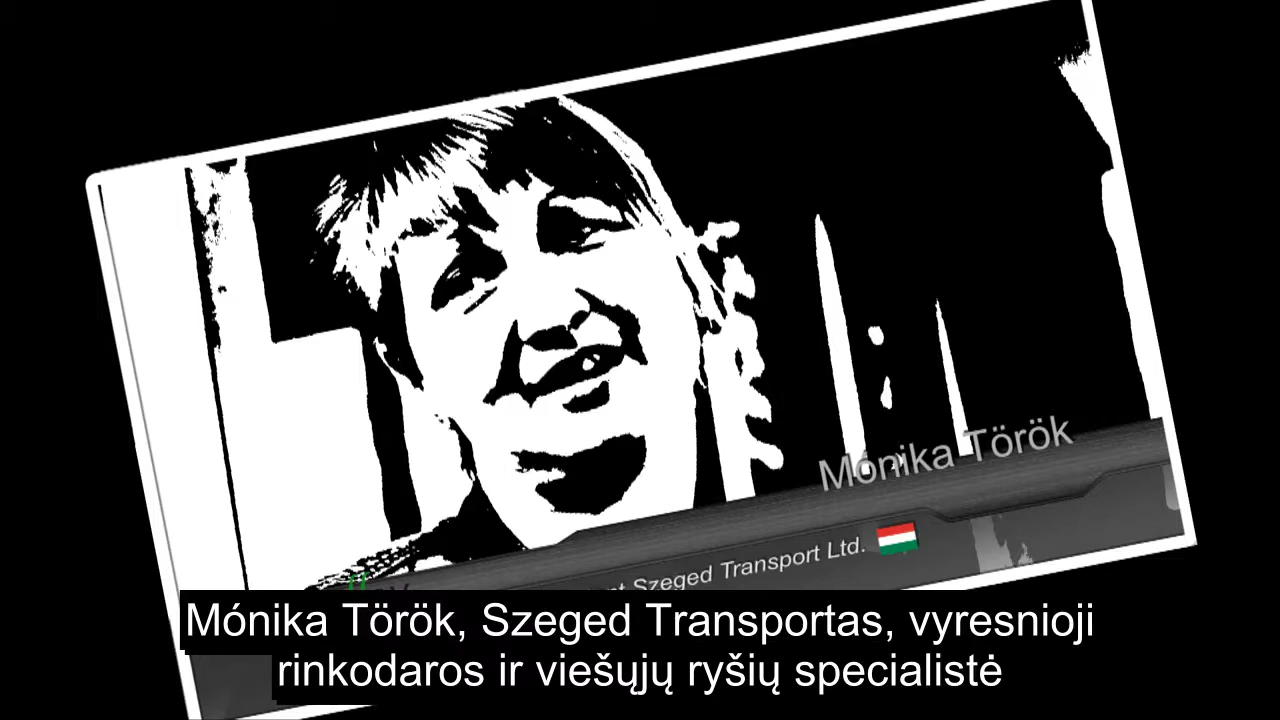 Mónika Török
Szeged Transport Ltd.
Mónika Török, Szeged Transportas, vyresnioji
rinkodaros ir viešųjų ryšių specialistė